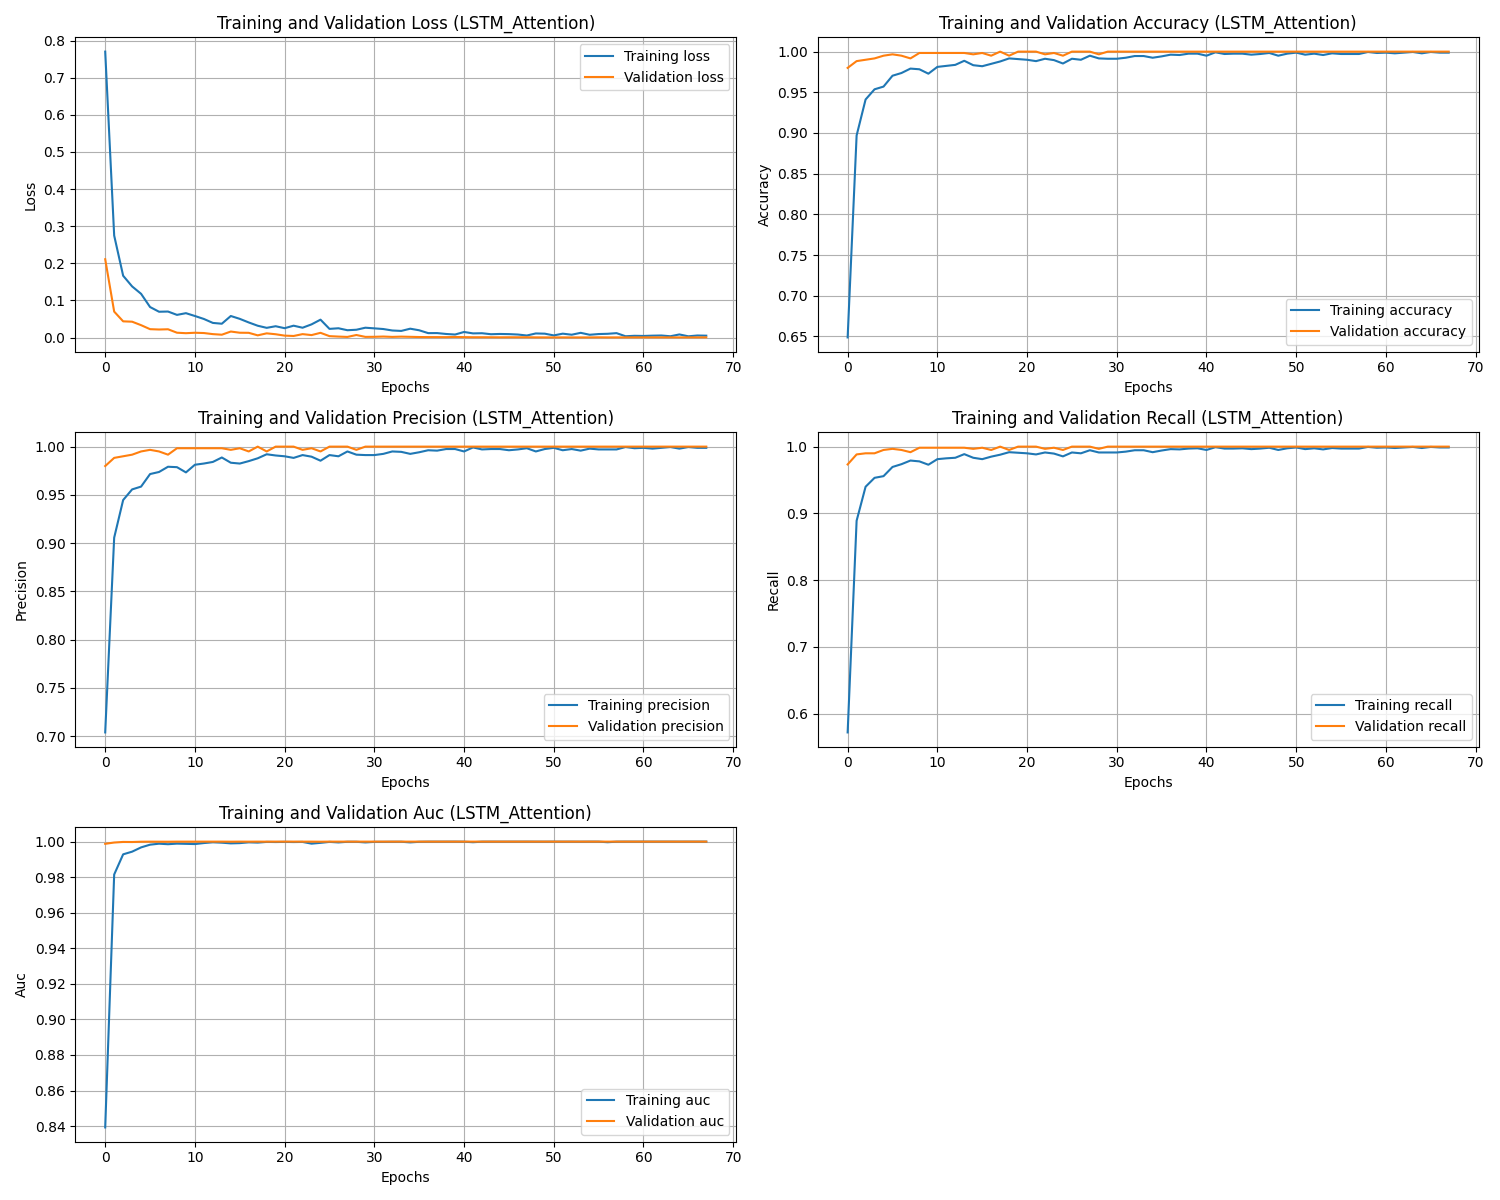 Training and Validation Loss (LSTM_Attention)
0.8
0.7
0.6
0.5
0.4
0.3
0.2
0.1
0.0
Loss
Training loss
Validation loss
0 10 20 30 40 50 60 70
Epochs
Training and Validation Accuracy (LSTM_Attention)
1.00
0.95
0.90
0.85
0.80
0.75
0.70
0.65
Accuracy
Training accuracy
Validation accuracy
0 10 20 30 40 50 60 70
Epochs
Training and Validation Precision (LSTM_Attention)
1.00
0.95
0.90
0.85
0.80
0.75
0.70
Precision
Training precision
Validation precision
0 10 20 30 40 50 60 70
Epochs
Training and Validation Recall (LSTM_Attention)
1.0
0.9
0.8
0.7
0.6
Recall
Training recall
Validation recall
0 10 20 30 40 50 60 70
Epochs
Training and Validation Auc (LSTM_Attention)
1.00
0.98
0.96
0.94
0.92
0.90
0.88
0.86
0.84
Auc
Training auc
Validation auc
0 10 20 30 40 50 60 70
Epochs